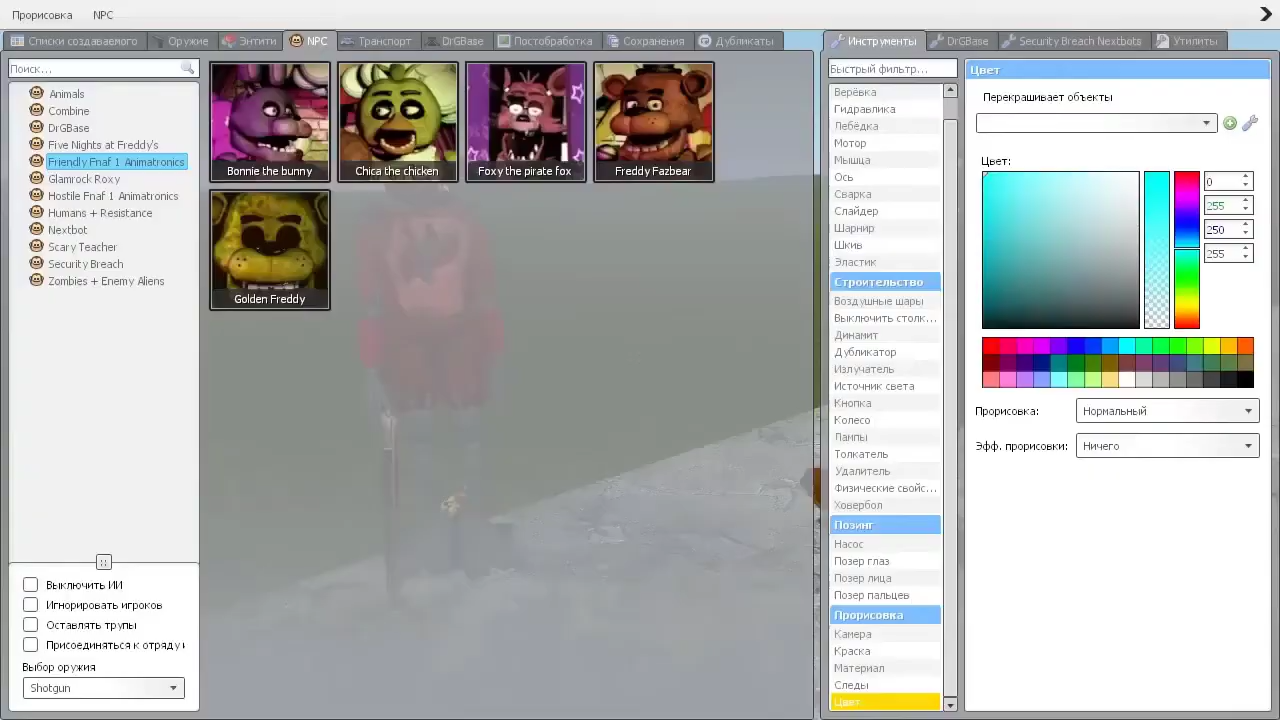 Прорисовка NPC
Списки создаваемого Оружие Энтити NPC Транспорт DrGBase Постобработка Сохранения Дубликаты
Поиск...
Animals
Combine
DrGBase
Five Nights at Freddy's
Friendly Fnaf 1 Animatronics
Glamrock Roxy
Hostile Fnaf 1 Animatronics
Humans + Resistance
Nextbot
Scary Teacher
Security Breach
Zombies + Enemy Aliens
Выключить ИИ
Игнорировать игроков
Оставлять трупы
Присоединяться к отряду и
Выбор оружия
Shotgun
Bonnie the bunny
Chica the chicken
Foxy the pirate fox
Freddy Fazbear
Golden Freddy
Инструменты DrGBase Security Breach Nextbots Утилиты
Быстрый фильтр...
Верёвка
Гидравлика
Лебёдка
Мотор
Мышца
Ось
Сварка
Слайдер
Шарнир
Шкив
Эластик
Строительство
Воздушные шары
Выключить столк...
Динамит
Дубликатор
Излучатель
Источник света
Кнопка
Колесо
Лампы
Толкатель
Удалитель
Физические свойс...
Ховербол
Позинг
Насос
Позер глаз
Позер лица
Позер пальцев
Прорисовка
Камера
Краска
Материал
Следы
Цвет
Цвет
Перекрашивает объекты
Цвет:
0
255
250
255
Прорисовка: Нормальный
Эфф. прорисовки: Ничего